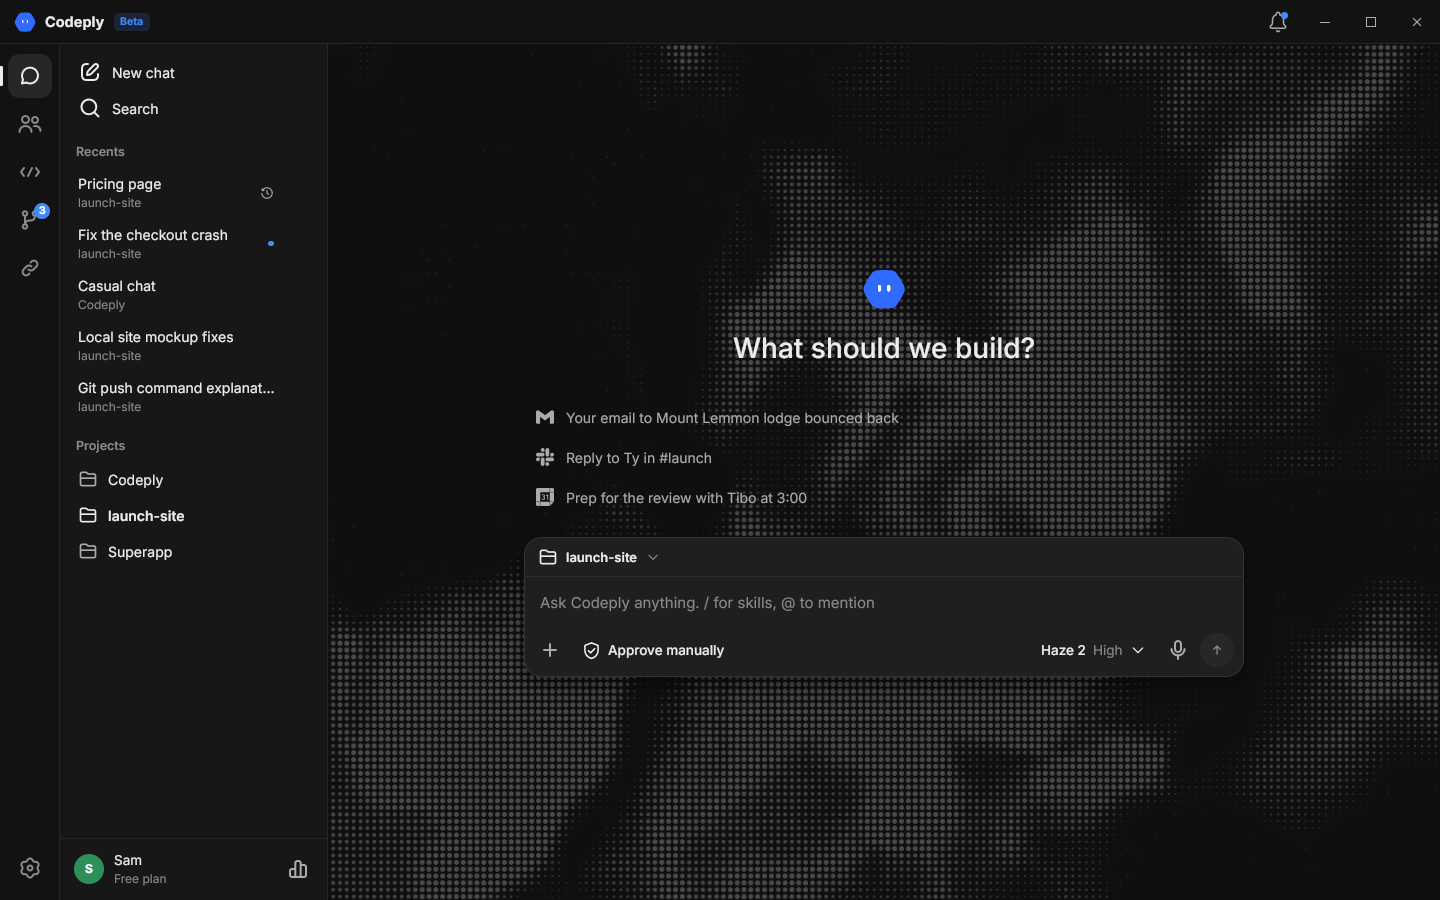 Codeply Beta
New chat
Search
Recents
Pricing page
launch-site
Fix the checkout crash
launch-site
Casual chat
Codeply
Local site mockup fixes
launch-site
Git push command explanat...
launch-site
Projects
Codeply
launch-site
Superapp
S
Sam
Free plan
3
What should we build?
Your email to Mount Lemmon lodge bounced back
Reply to Ty in #launch
31
Prep for the review with Tibo at 3:00
launch-site
Ask Codeply anything. / for skills, @ to mention
Approve manually
Haze 2 High